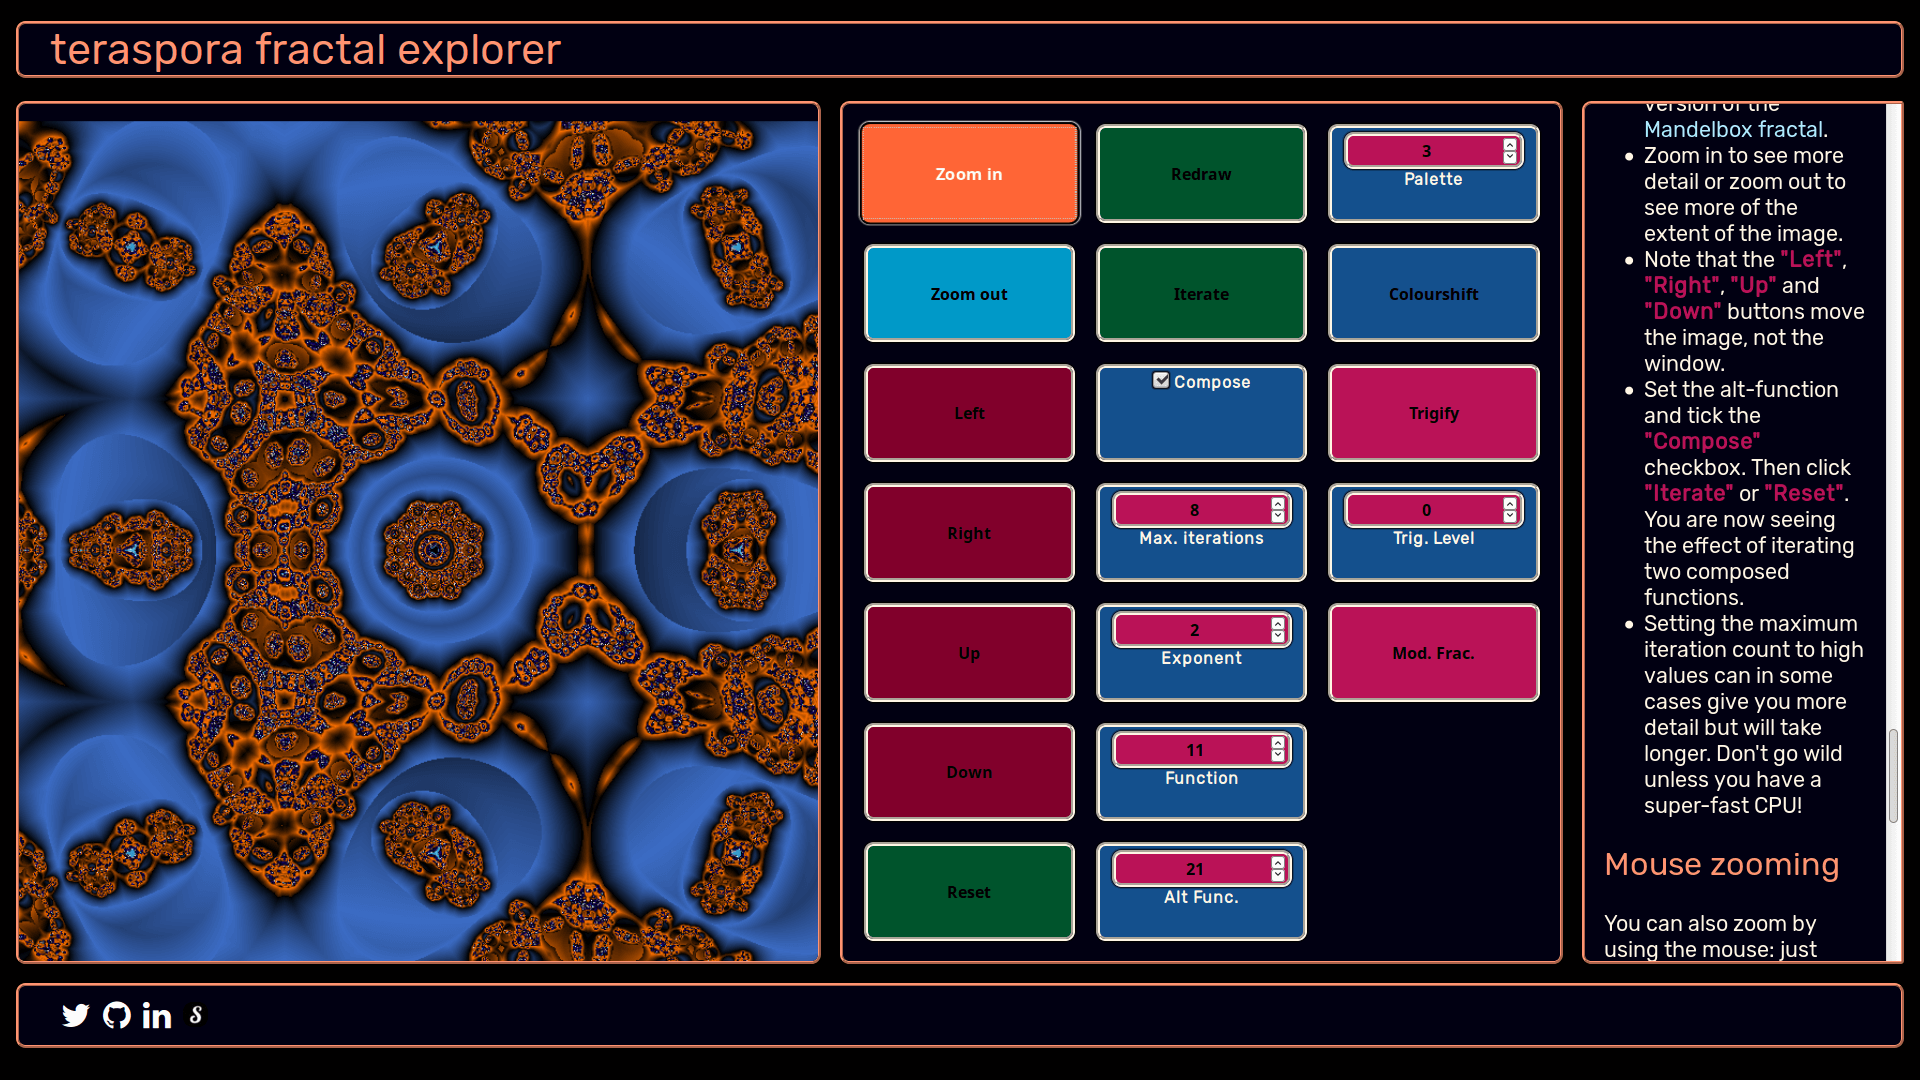 teraspora fractal explorer
Zoom in
Redraw
3
Palette
Zoom out
Iterate
Colourshift
Left
Compose
Trigify
Right
8
Max. iterations
0
Trig. Level
Up
2
Exponent
Mod. Frac.
Down
11
Function
Reset
21
Alt Func.
version of the
Mandelbox fractal.
Zoom in to see more
detail or zoom out to
see more of the
extent of the image.
Note that the "Left",
"Right", "Up" and
"Down" buttons move
the image, not the
window.
Set the alt-function
and tick the
"Compose"
checkbox. Then click
"Iterate" or "Reset".
You are now seeing
the effect of iterating
two composed
functions.
Setting the maximum
iteration count to high
values can in some
cases give you more
detail but will take
longer. Don't go wild
unless you have a
super-fast CPU!
Mouse zooming
You can also zoom by
using the mouse: just